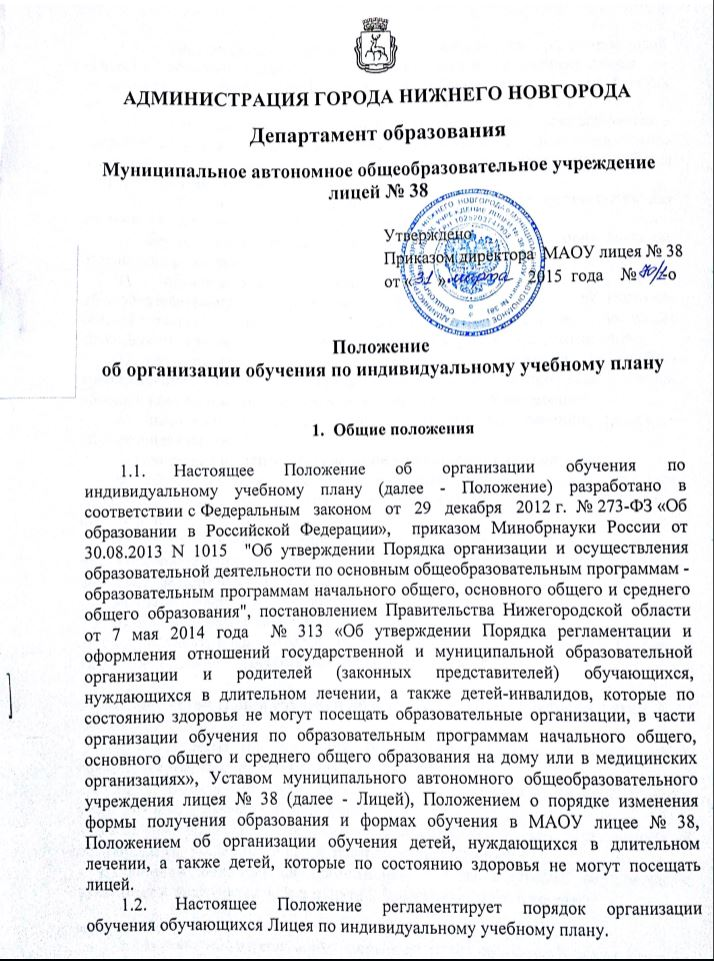 АДМИНИСТРАЦИЯ ГОРОДА НИЖНЕГО НОВГОРОДА
Департамент образования
Муниципальное автономное общеобразовательное учреждение
лицей № 38
Утверждено
Приказом директора МАОУ лицея № 38
от «31» марта 2015 года №
Положение
об организации обучения по индивидуальному учебному плану
1. Общие положения
1.1. Настоящее Положение об организации обучения по
индивидуальному учебному плану (далее - Положение) разработано в
соответствии с Федеральным законом от 29 декабря 2012 г. № 273-ФЗ «Об
образовании в Российской Федерации», приказом Минобрнауки России от
30.08.2013 N 1015 "Об утверждении Порядка организации и осуществления
образовательной деятельности по основным общеобразовательным программам -
образовательным программам начального общего, основного общего и среднего
общего образования", постановлением Правительства Нижегородской области
от 7 мая 2014 года № 313 «Об утверждении Порядка регламентации и
оформления отношений государственной и муниципальной образовательной
организации и родителей (законных представителей) обучающихся,
нуждающихся в длительном лечении, а также детей-инвалидов, которые по
состоянию здоровья не могут посещать образовательные организации, в части
организации обучения по образовательным программам начального общего,
основного общего и среднего общего образования на дому или в медицинских
организациях», Уставом муниципального автономного общеобразовательного
учреждения лицея № 38 (далее - Лицей), Положением о порядке изменения
формы получения образования и формах обучения в МАОУ лицее № 38,
Положением об организации обучения детей, нуждающихся в длительном
лечении, а также детей, которые по состоянию здоровья не могут посещать
лицей.
1.2. Настоящее Положение регламентирует порядок организации
обучения обучающихся Лицея по индивидуальному учебному плану.